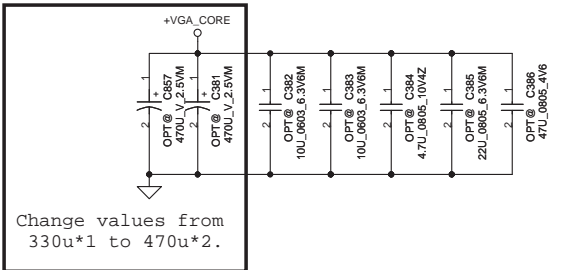 +VGA_CORE
1
2
OPT@ C857
470U_V_2.5VM
+
1
2
OPT@ C381
470U_V_2.5VM
+
1
2
OPT@ C382
10U_0603_6.3V6M
1
2
OPT@ C383
10U_0603_6.3V6M
1
2
OPT@ C384
4.7U_0805_10V4Z
1
2
OPT@ C385
22U_0805_6.3V6M
1
2
OPT@ C386
47U_0805_4V6
Change values from
330u*1 to 470u*2.